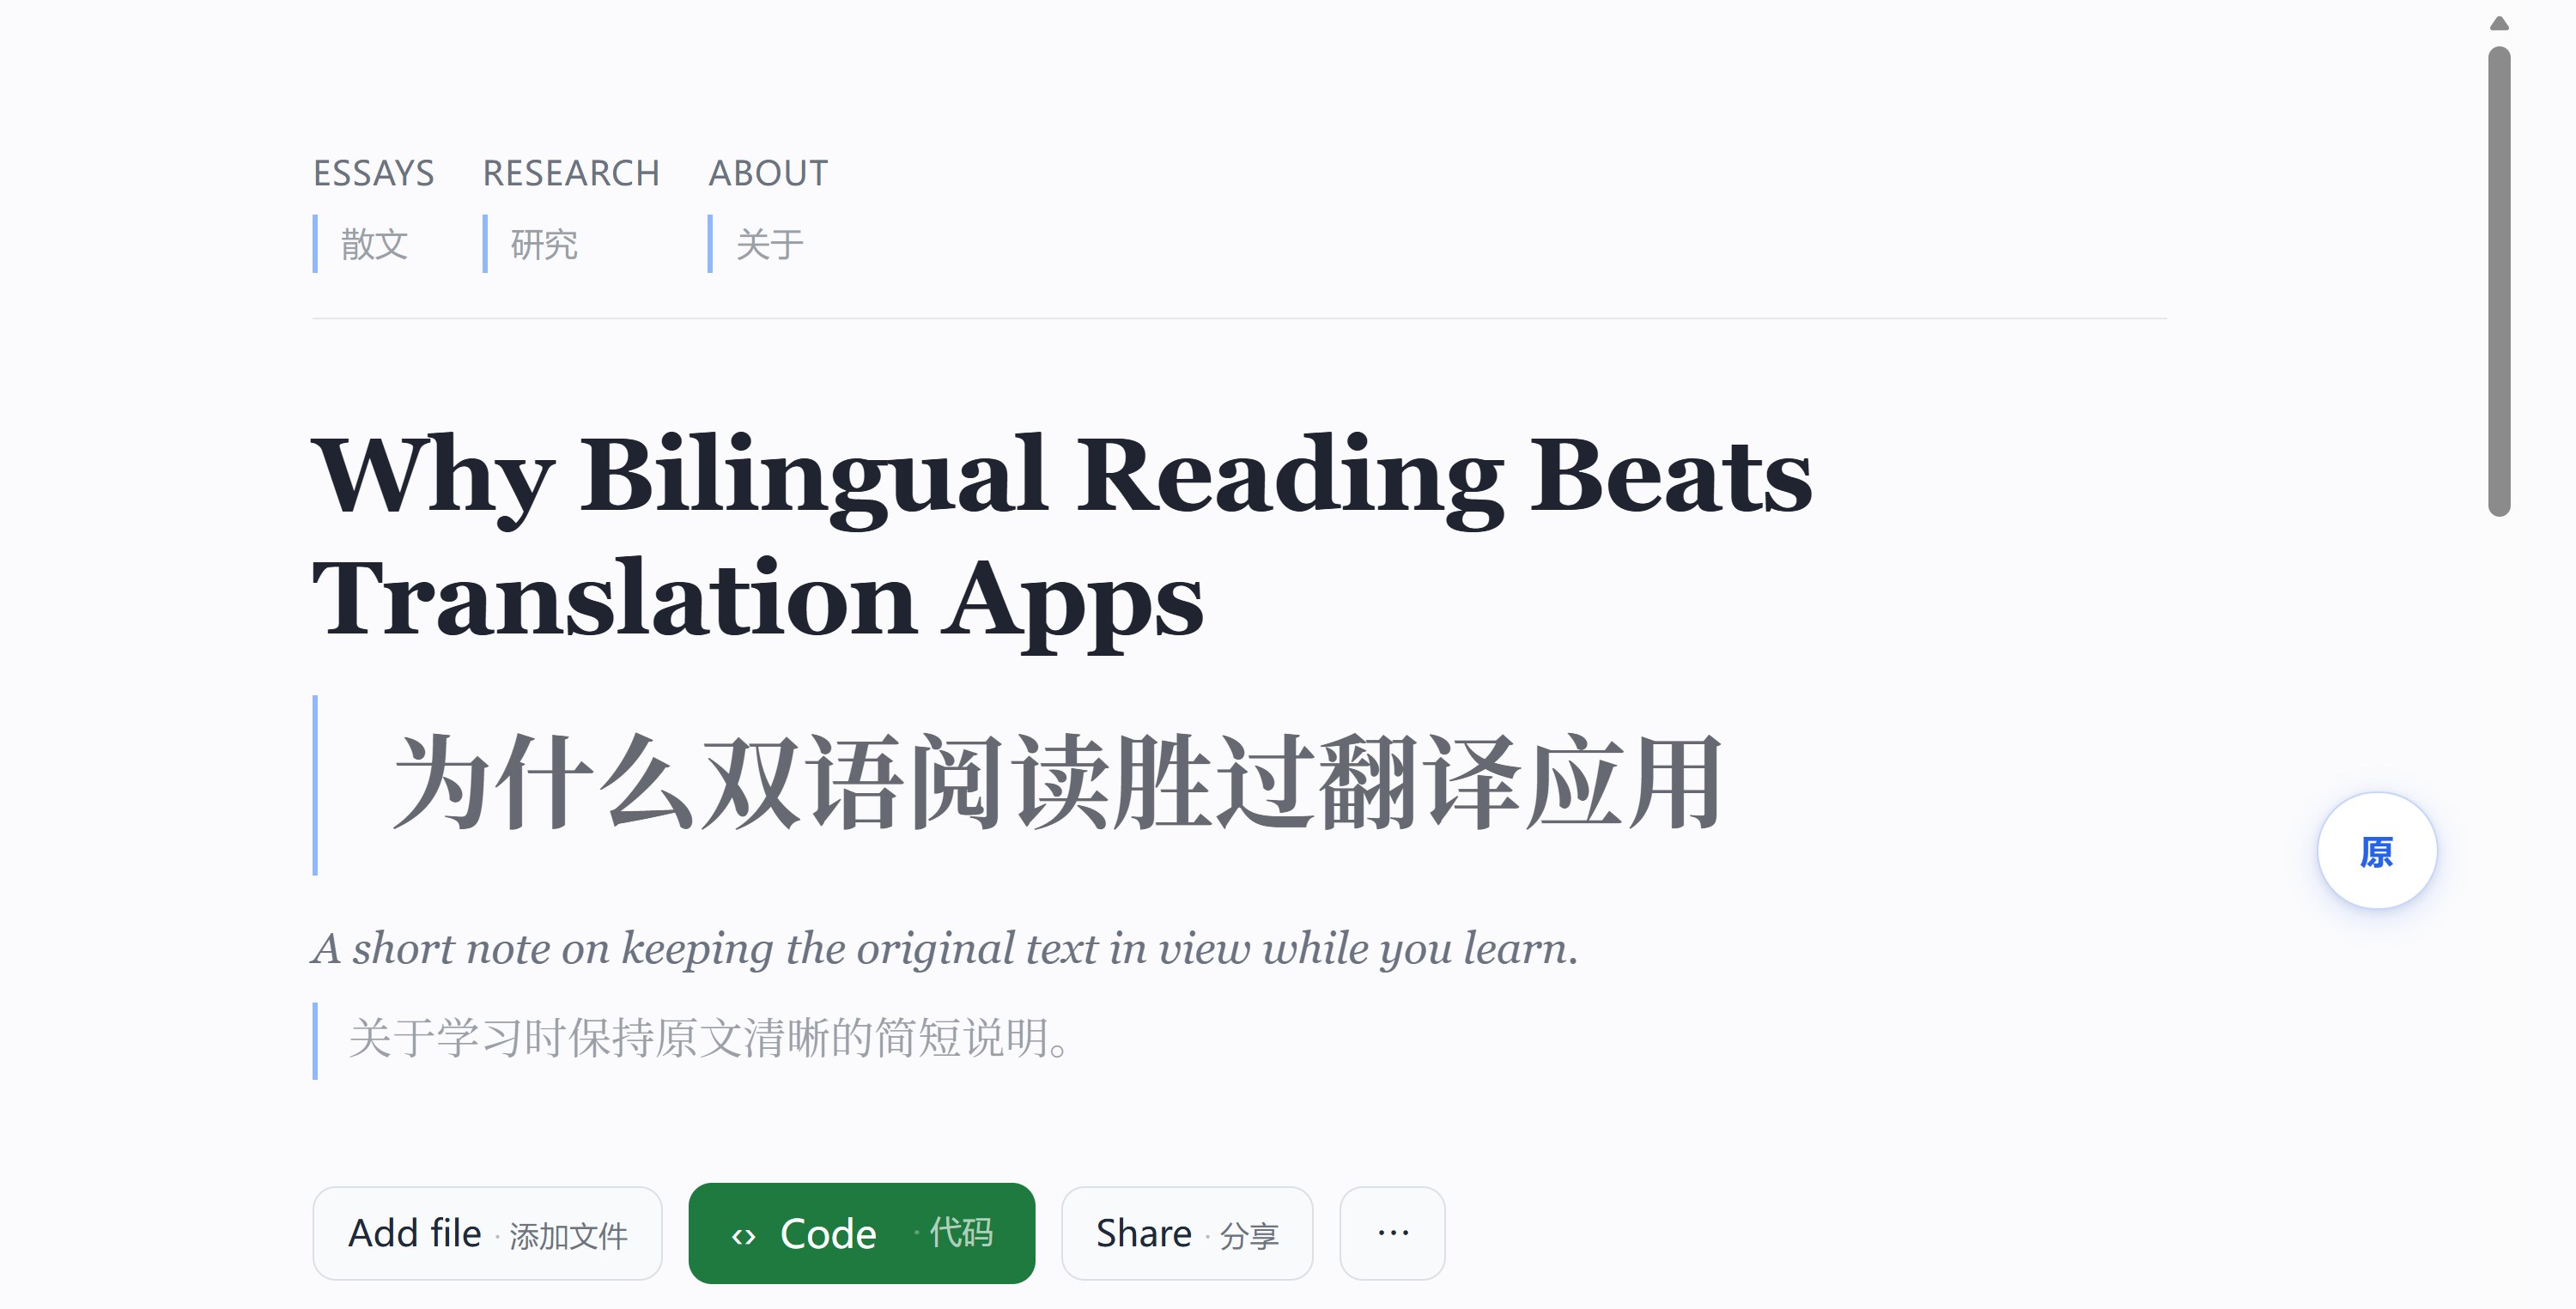 ESSAYS RESEARCH ABOUT
散文 研究 关于
Why Bilingual Reading Beats
Translation Apps
为什么双语阅读胜过翻译应用
原
A short note on keeping the original text in view while you learn.
关于学习时保持原文清晰的简短说明。
Add file · 添加文件 <> Code · 代码 Share · 分享 ···